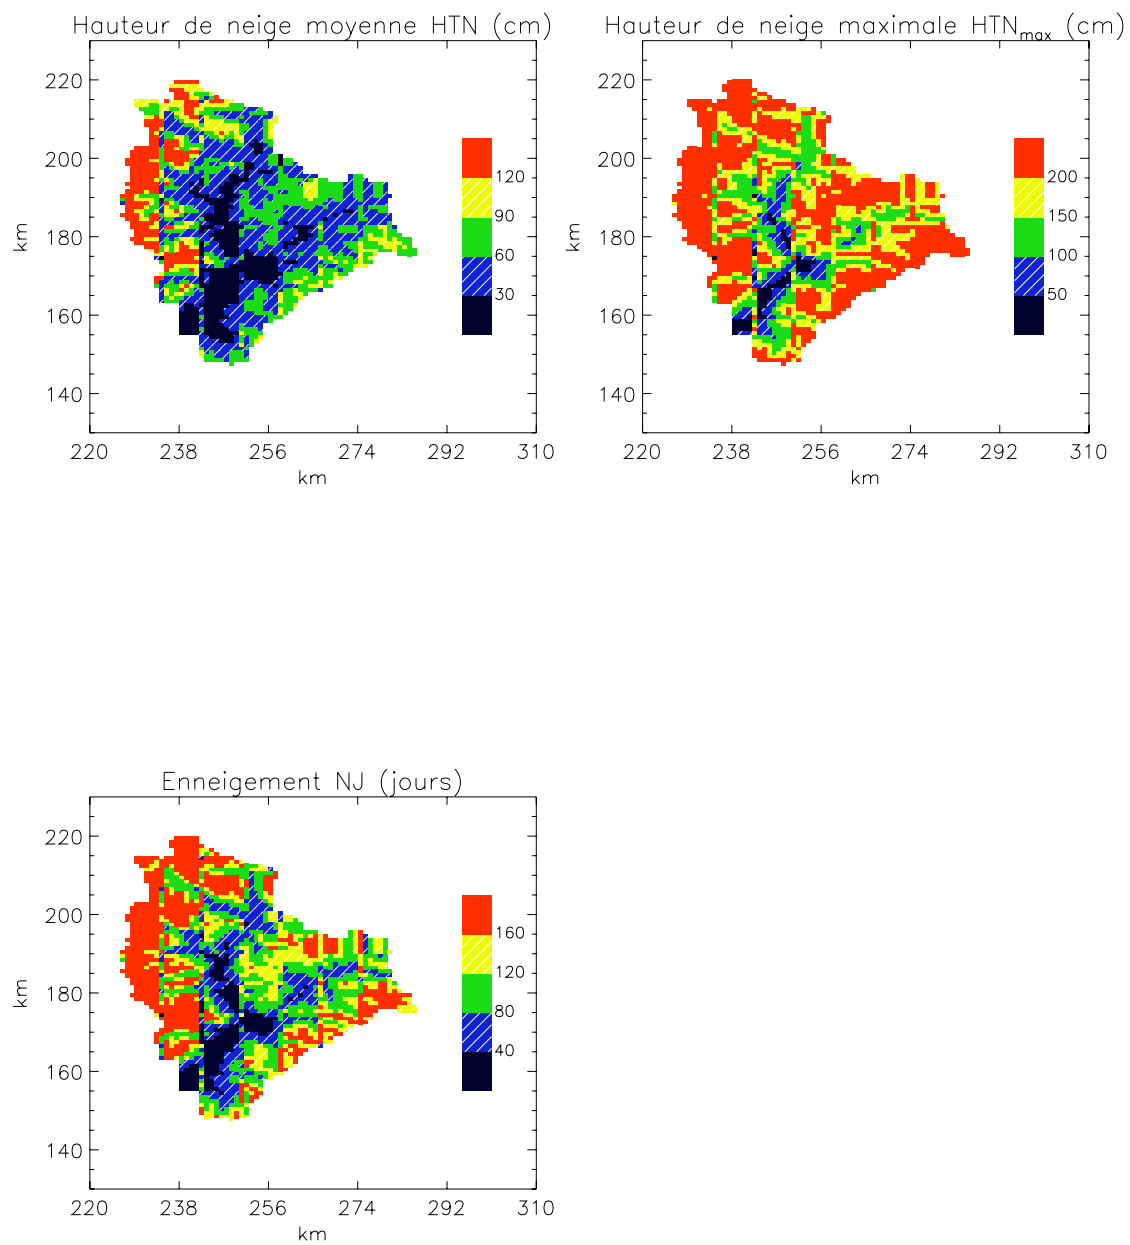 Hauteur de neige moyenne HTN (cm)
220
200
180
160
140
km
120
90
60
30
220 238 256 274 292 310
km
Hauteur de neige maximale HTNmax (cm)
220
200
180
160
140
km
200
150
100
50
220 238 256 274 292 310
km
Enneigement NJ (jours)
220
200
180
160
140
km
160
120
80
40
220 238 256 274 292 310
km